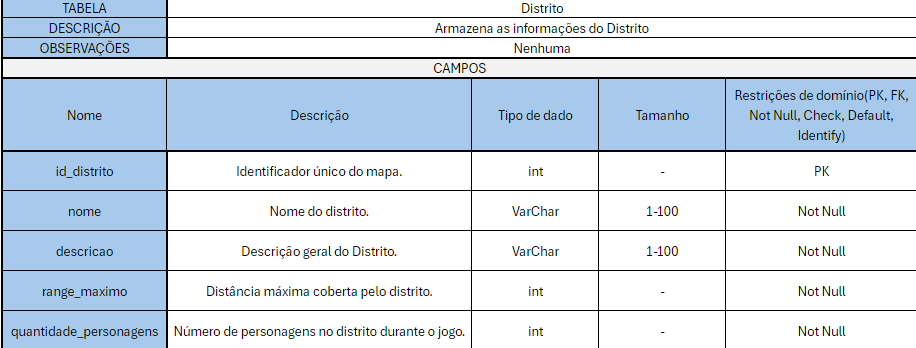 TABELA Distrito
DESCRIÇÃO Armazena as informações do Distrito
OBSERVAÇÕES Nenhuma
CAMPOS
Nome Descrição Tipo de dado Tamanho Restrições de domínio(PK, FK,
Not Null, Check, Default,
Identify)
id_distrito Identificador único do mapa. int - PK
nome Nome do distrito. VarChar 1-100 Not Null
descricao Descrição geral do Distrito. VarChar 1-100 Not Null
range_maximo Distância máxima coberta pelo distrito. int - Not Null
quantidade_personagens Número de personagens no distrito durante o jogo. int - Not Null